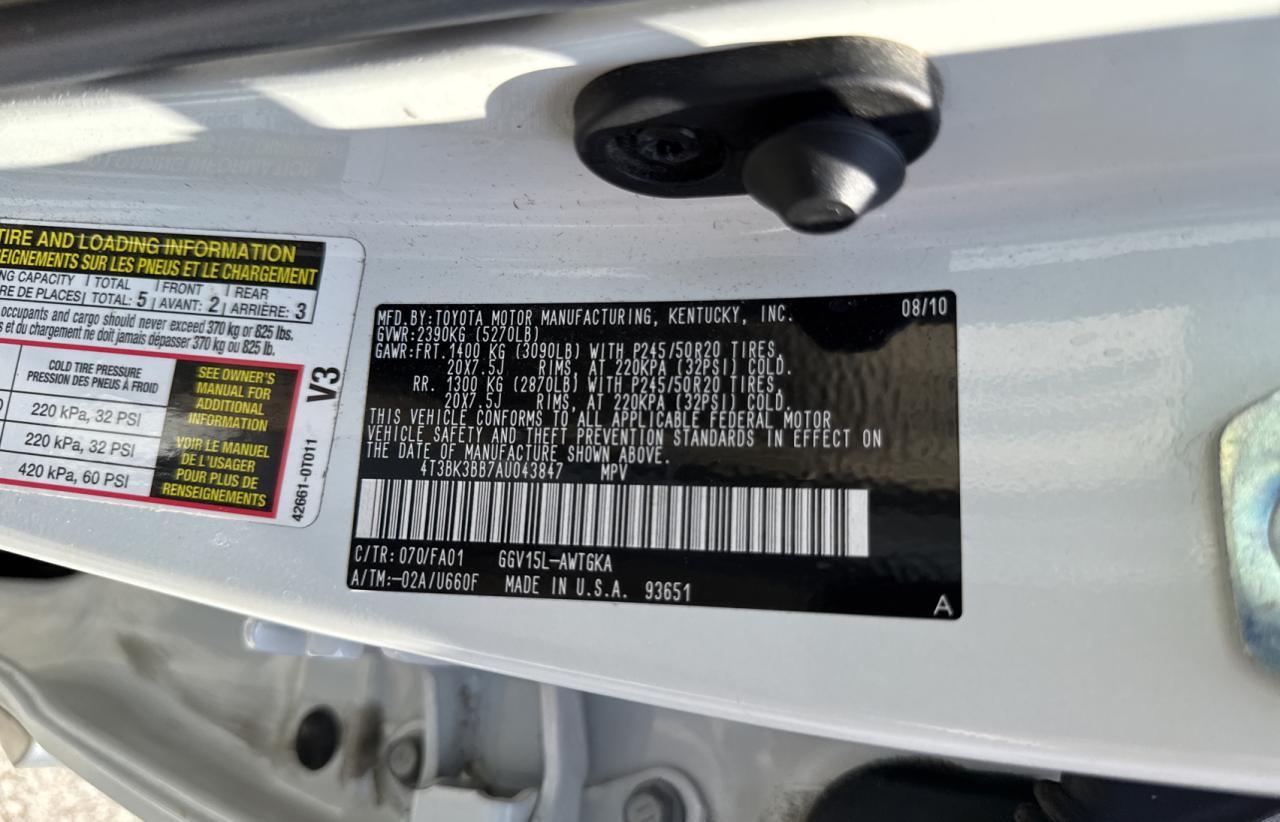 TIRE AND LOADING INFORMATION
SEIGNEMENTS SUR LES PNEUS ET LE CHARGEMENT
NG CAPACITY TOTAL FRONT REAR
RE DE PLACES TOTAL: 5 AVANT: 2 ARRIÈRE: 3
occupants and cargo should never exceed 370 kg or 825 lbs.
s et du chargement ne doit jamais dépasser 370 kg ou 825 lb.
COLD TIRE PRESSURE
PRESSION DES PNEUS À FROID
220 kPa, 32 PSI
220 kPa, 32 PSI
420 kPa, 60 PSI
SEE OWNER'S
MANUAL FOR
ADDITIONAL
INFORMATION
VOIR LE MANUEL
DE L'USAGER
POUR PLUS DE
RENSEIGNEMENTS
V3
42661-0T011
MFD.BY:TOYOTA MOTOR MANUFACTURING, KENTUCKY, INC. 08/10
GVWR:2390KG (5270LB)
GAWR:FRT.1400 KG (3090LB) WITH P245/50R20 TIRES,
20X7.5J RIMS, AT 220KPA (32PSI) COLD.
RR. 1300 KG (2870LB) WITH P245/50R20 TIRES,
20X7.5J RIMS, AT 220KPA (32PSI) COLD.
THIS VEHICLE CONFORMS TO ALL APPLICABLE FEDERAL MOTOR
VEHICLE SAFETY AND THEFT PREVENTION STANDARDS IN EFFECT ON
THE DATE OF MANUFACTURE SHOWN ABOVE.
4T3BK3BB7AU043847 MPV
C/TR: 070/FA01 GGV15L-AWTGKA
A/TM:-02A/U660F MADE IN U.S.A. 93651
A